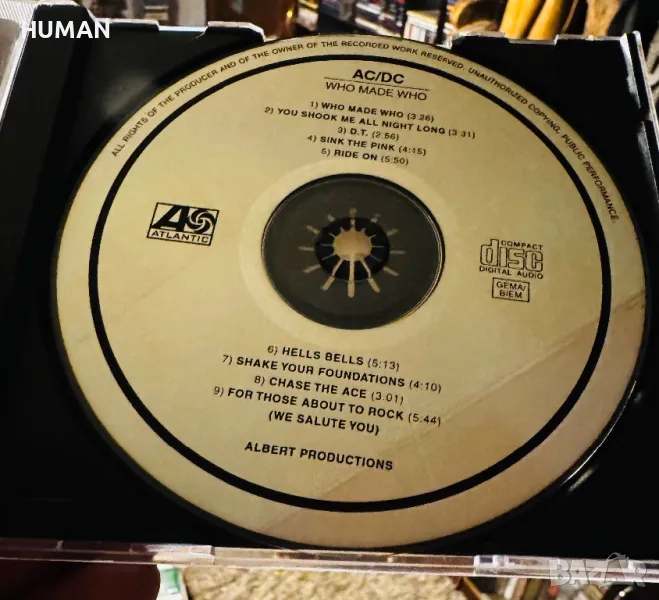 HUMAN
ALL RIGHTS OF THE PRODUCER AND OF THE OWNER OF THE RECORDED WORK RESERVED. UNAUTHORIZED COPYING, PUBLIC PERFORMANCE,
AC/DC
WHO MADE WHO
1) WHO MADE WHO (3:26)
2) YOU SHOOK ME ALL NIGHT LONG (3:31)
3) D.T. (2:56)
4) SINK THE PINK (4:15)
5) RIDE ON (5:50)
ATLANTIC
COMPACT
disc
DIGITAL AUDIO
GEMA/
BIEM
6) HELLS BELLS (5:13)
7) SHAKE YOUR FOUNDATIONS (4:10)
8) CHASE THE ACE (3:01)
9) FOR THOSE ABOUT TO ROCK (5:44)
(WE SALUTE YOU)
ALBERT PRODUCTIONS
BAZAR